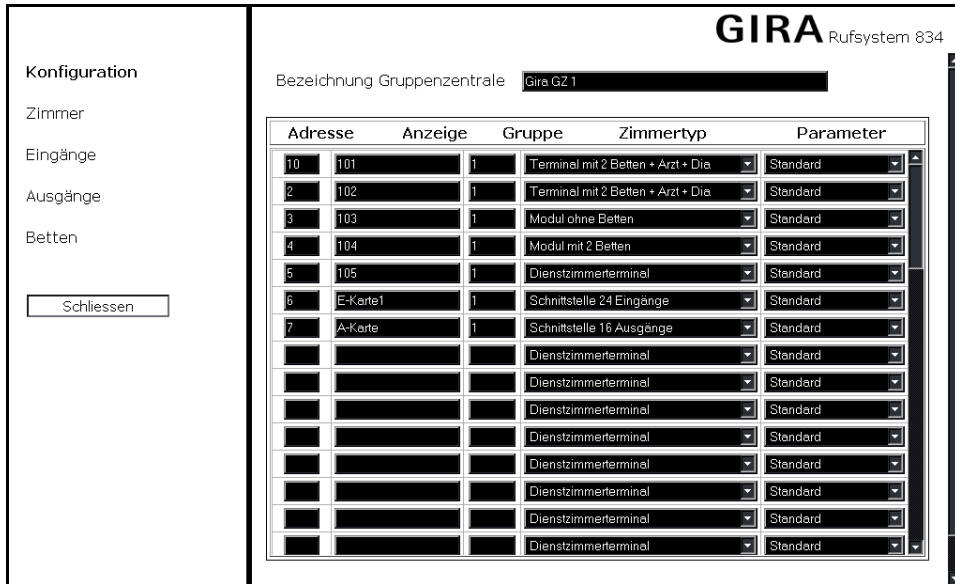 GIRA Rufsystem 834
Konfiguration
Zimmer
Eingänge
Ausgänge
Betten
Schliessen
Bezeichnung Gruppenzentrale Gira GZ 1
Adresse Anzeige Gruppe Zimmertyp Parameter
10 101 1 Terminal mit 2 Betten + Arzt + Dia Standard
2 102 1 Terminal mit 2 Betten + Arzt + Dia Standard
3 103 1 Modul ohne Betten Standard
4 104 1 Modul mit 2 Betten Standard
5 105 1 Dienstzimmerterminal Standard
6 E-Karte1 1 Schnittstelle 24 Eingänge Standard
7 A-Karte 1 Schnittstelle 16 Ausgänge Standard
Dienstzimmerterminal Standard
Dienstzimmerterminal Standard
Dienstzimmerterminal Standard
Dienstzimmerterminal Standard
Dienstzimmerterminal Standard
Dienstzimmerterminal Standard
Dienstzimmerterminal Standard
Dienstzimmerterminal Standard